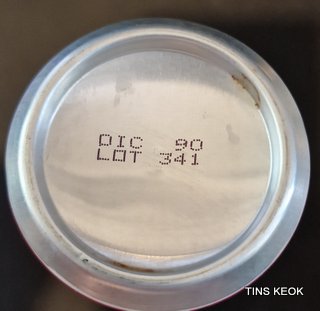 DIC 90
LOT 341
TINS KEOK